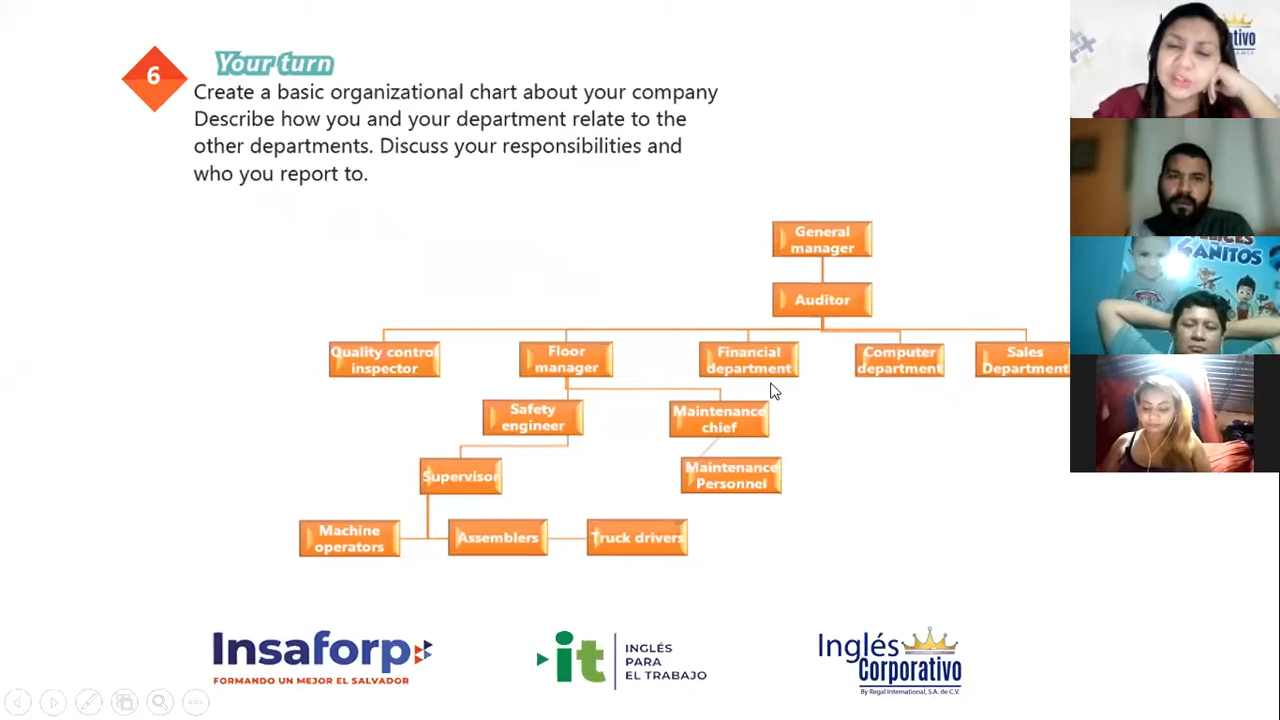 6
Your turn
Create a basic organizational chart about your company
Describe how you and your department relate to the
other departments. Discuss your responsibilities and
who you report to.
General
manager
Auditor
Quality control
inspector
Floor
manager
Financial
department
Computer
department
Sales
Department
Safety
engineer
Maintenance
chief
Supervisor
Maintenance
Personnel
Machine
operators
Assemblers
Truck drivers
Insaforp
FORMANDO UN MEJOR EL SALVADOR
it
INGLÉS
PARA
EL TRABAJO
Inglés
Corporativo
By Regal International, S.A. de C.V.